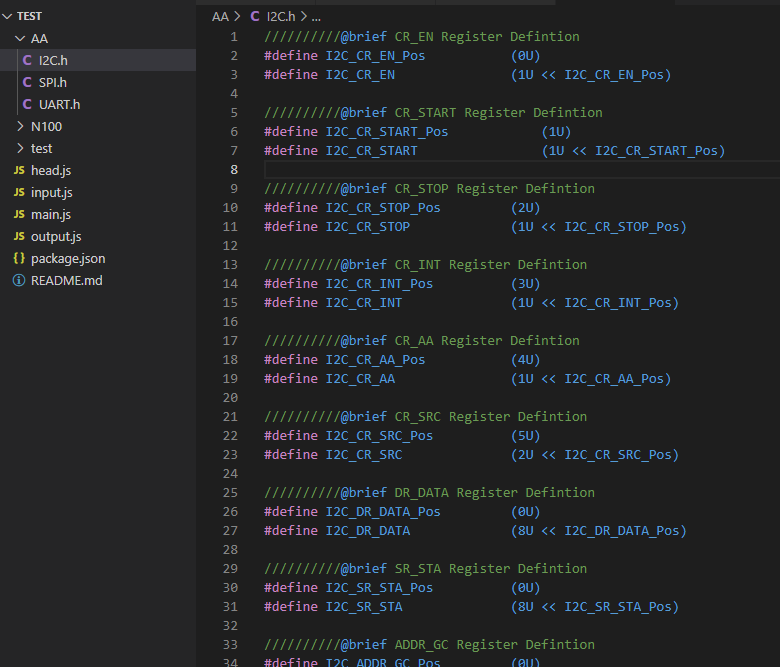 TEST
AA
C I2C.h
C SPI.h
C UART.h
N100
test
JS head.js
JS input.js
JS main.js
JS output.js
{} package.json
README.md
AA > C I2C.h > ...
1 //////////@brief CR_EN Register Defintion
2 #define I2C_CR_EN_Pos (0U)
3 #define I2C_CR_EN (1U << I2C_CR_EN_Pos)
4
5 //////////@brief CR_START Register Defintion
6 #define I2C_CR_START_Pos (1U)
7 #define I2C_CR_START (1U << I2C_CR_START_Pos)
8
9 //////////@brief CR_STOP Register Defintion
10 #define I2C_CR_STOP_Pos (2U)
11 #define I2C_CR_STOP (1U << I2C_CR_STOP_Pos)
12
13 //////////@brief CR_INT Register Defintion
14 #define I2C_CR_INT_Pos (3U)
15 #define I2C_CR_INT (1U << I2C_CR_INT_Pos)
16
17 //////////@brief CR_AA Register Defintion
18 #define I2C_CR_AA_Pos (4U)
19 #define I2C_CR_AA (1U << I2C_CR_AA_Pos)
20
21 //////////@brief CR_SRC Register Defintion
22 #define I2C_CR_SRC_Pos (5U)
23 #define I2C_CR_SRC (2U << I2C_CR_SRC_Pos)
24
25 //////////@brief DR_DATA Register Defintion
26 #define I2C_DR_DATA_Pos (0U)
27 #define I2C_DR_DATA (8U << I2C_DR_DATA_Pos)
28
29 //////////@brief SR_STA Register Defintion
30 #define I2C_SR_STA_Pos (0U)
31 #define I2C_SR_STA (8U << I2C_SR_STA_Pos)
32
33 //////////@brief ADDR_GC Register Defintion
34 #define I2C_ADDR_GC_Pos (0U)